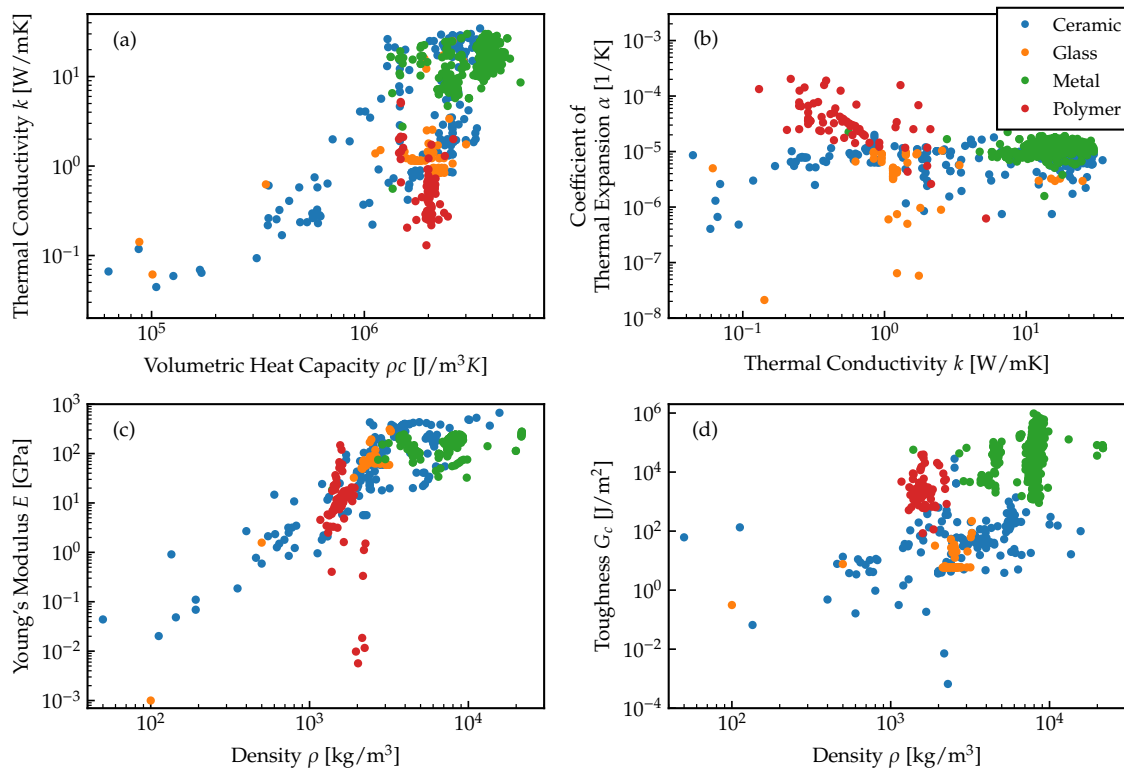 (a)
Thermal Conductivity k [W/mK]
10^1
10^0
10^-1
10^5
10^6
Volumetric Heat Capacity ρc [J/m^3K]
(b)
Ceramic
Glass
Metal
Polymer
Coefficient of
Thermal Expansion α [1/K]
10^-3
10^-4
10^-5
10^-6
10^-7
10^-8
10^-1
10^0
10^1
Thermal Conductivity k [W/mK]
(c)
Young's Modulus E [GPa]
10^3
10^2
10^1
10^0
10^-1
10^-2
10^-3
10^2
10^3
10^4
Density ρ [kg/m^3]
(d)
Toughness G_c [J/m^2]
10^6
10^4
10^2
10^0
10^-2
10^-4
10^2
10^3
10^4
Density ρ [kg/m^3]